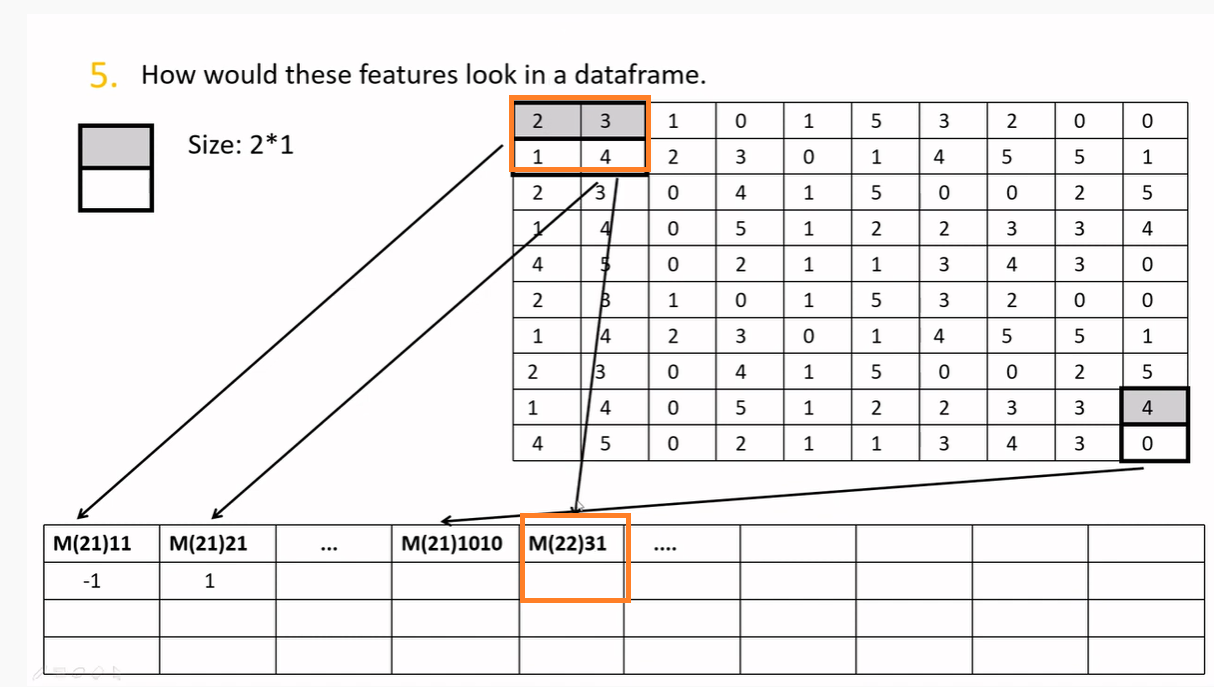 5. How would these features look in a dataframe.
Size: 2*1
2 3 1 0 1 5 3 2 0 0
1 4 2 3 0 1 4 5 5 1
2 3 0 4 1 5 0 0 2 5
1 4 0 5 1 2 2 3 3 4
4 5 0 2 1 1 3 4 3 0
2 3 1 0 1 5 3 2 0 0
1 4 2 3 0 1 4 5 5 1
2 3 0 4 1 5 0 0 2 5
1 4 0 5 1 2 2 3 3 4
4 5 0 2 1 1 3 4 3 0
M(21)11 M(21)21 ... M(21)1010 M(22)31 ....
-1 1